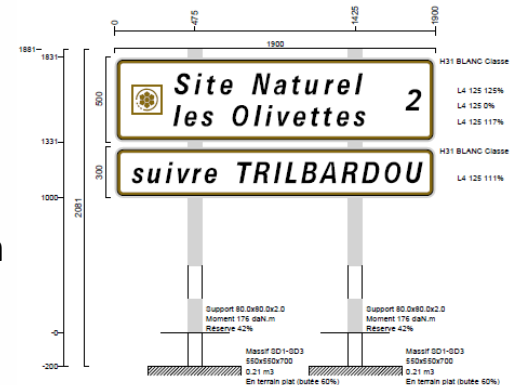 0
475
1425
1900
1900
1881
1831
H31 BLANC Classe
500
Site Naturel
les Olivettes
2
L4 125 125%
L4 125 0%
L4 125 117%
1331
H31 BLANC Classe
300
suivre TRILBARDOU
L4 125 111%
1000
2081
Support 80.0x80.0x2.0
Moment 176 daN.m
Réserve 42%
Support 80.0x80.0x2.0
Moment 176 daN.m
Réserve 42%
-0
-200
Massif SD1-SD3
550x550x700
0.21 m3
En terrain plat (butée 60%)
Massif SD1-SD3
550x550x700
0.21 m3
En terrain plat (butée 60%)